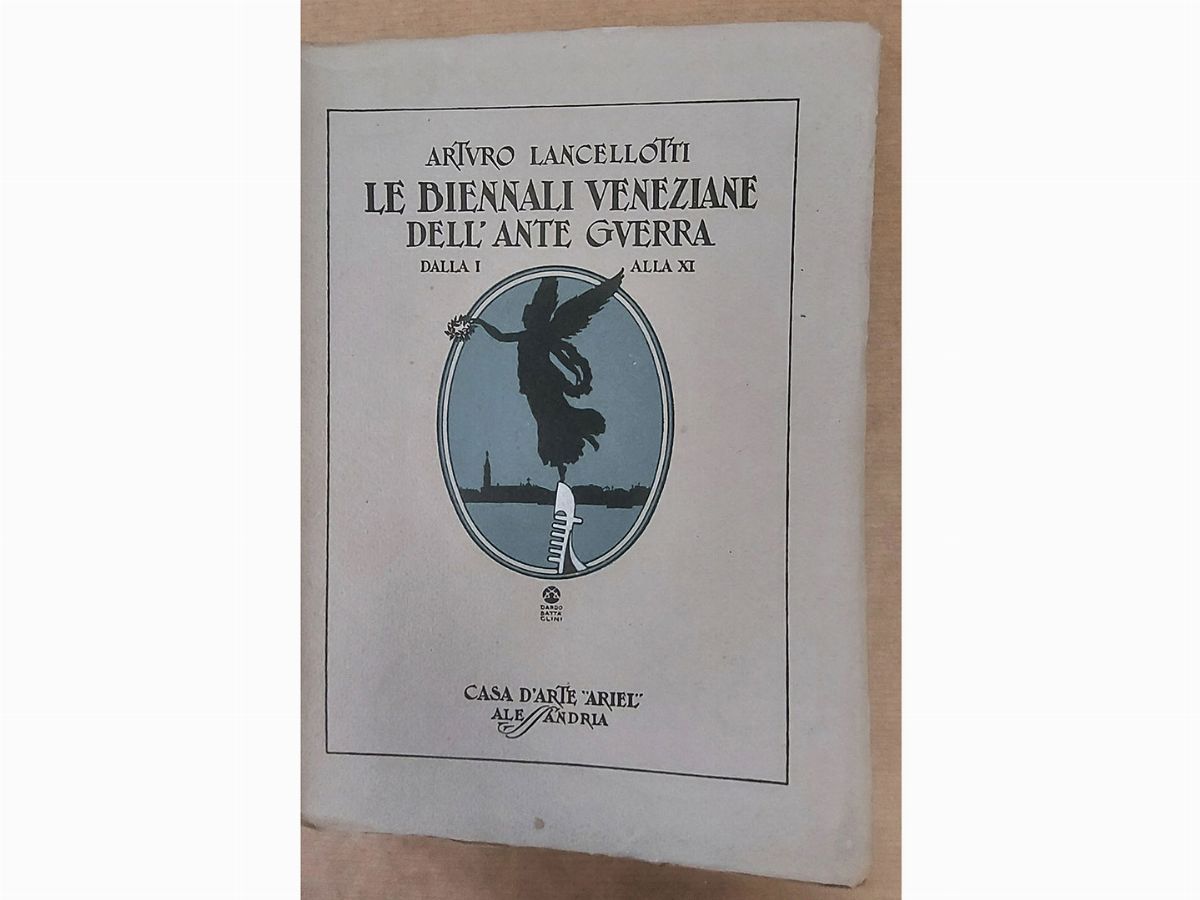 ARTVRO LANCELLOTTI
LE BIENNALI VENEZIANE
DELL'ANTE GVERRA
DALLA I ALLA XI
DARDO
BATTA
GLINI
CASA D'ARTE "ARIEL"
ALESSANDRIA